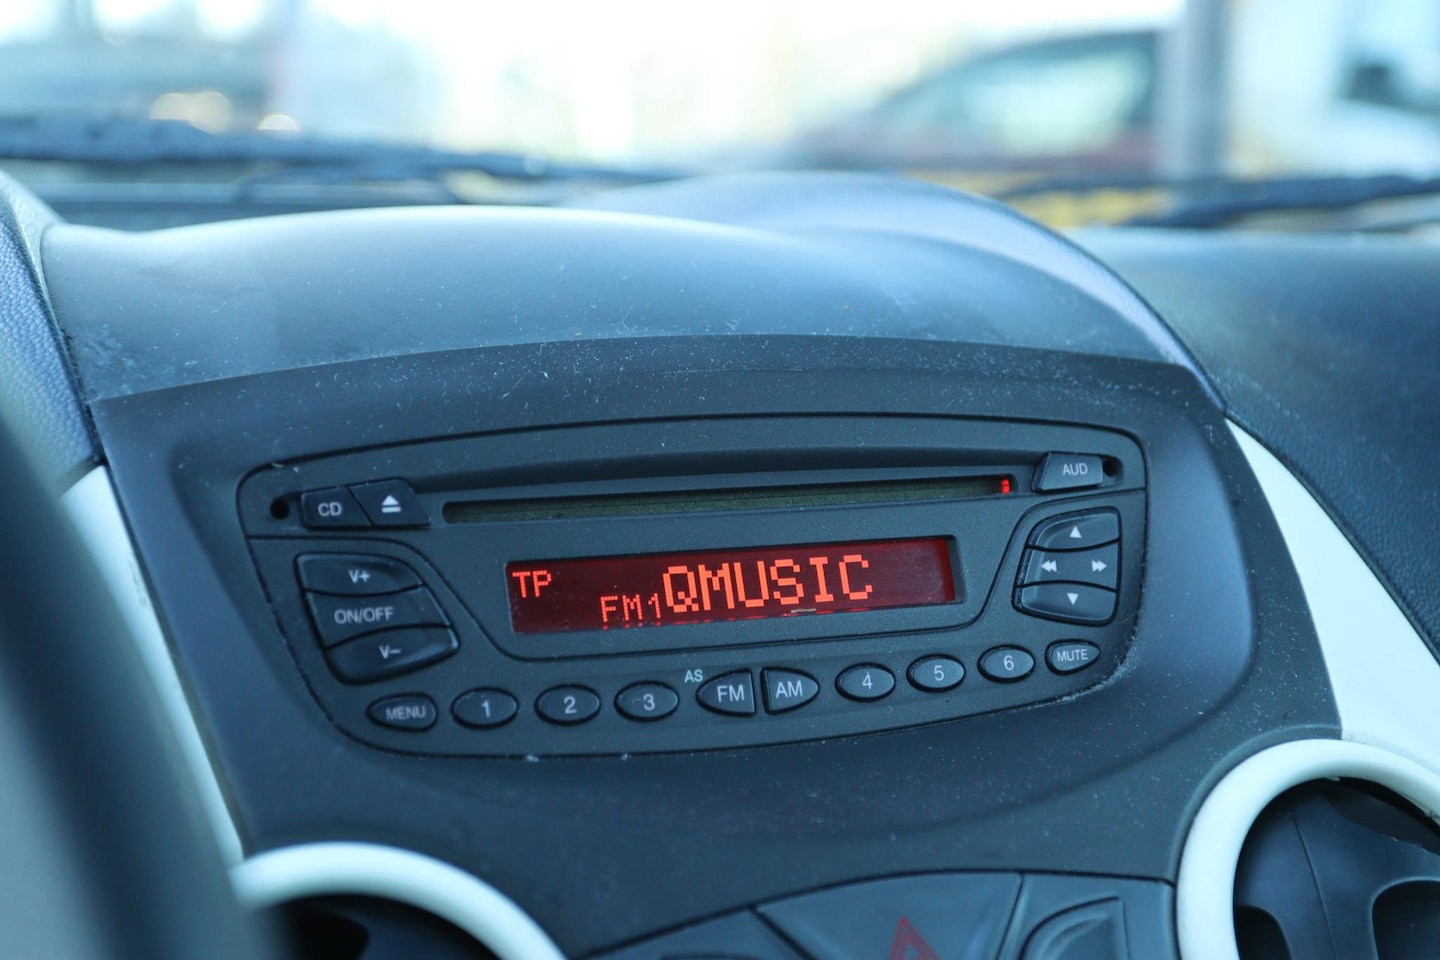 CD
AUD
V+
ON/OFF
V–
TP
FM1 QMUSIC
MENU
1
2
3
AS
FM
AM
4
5
6
MUTE